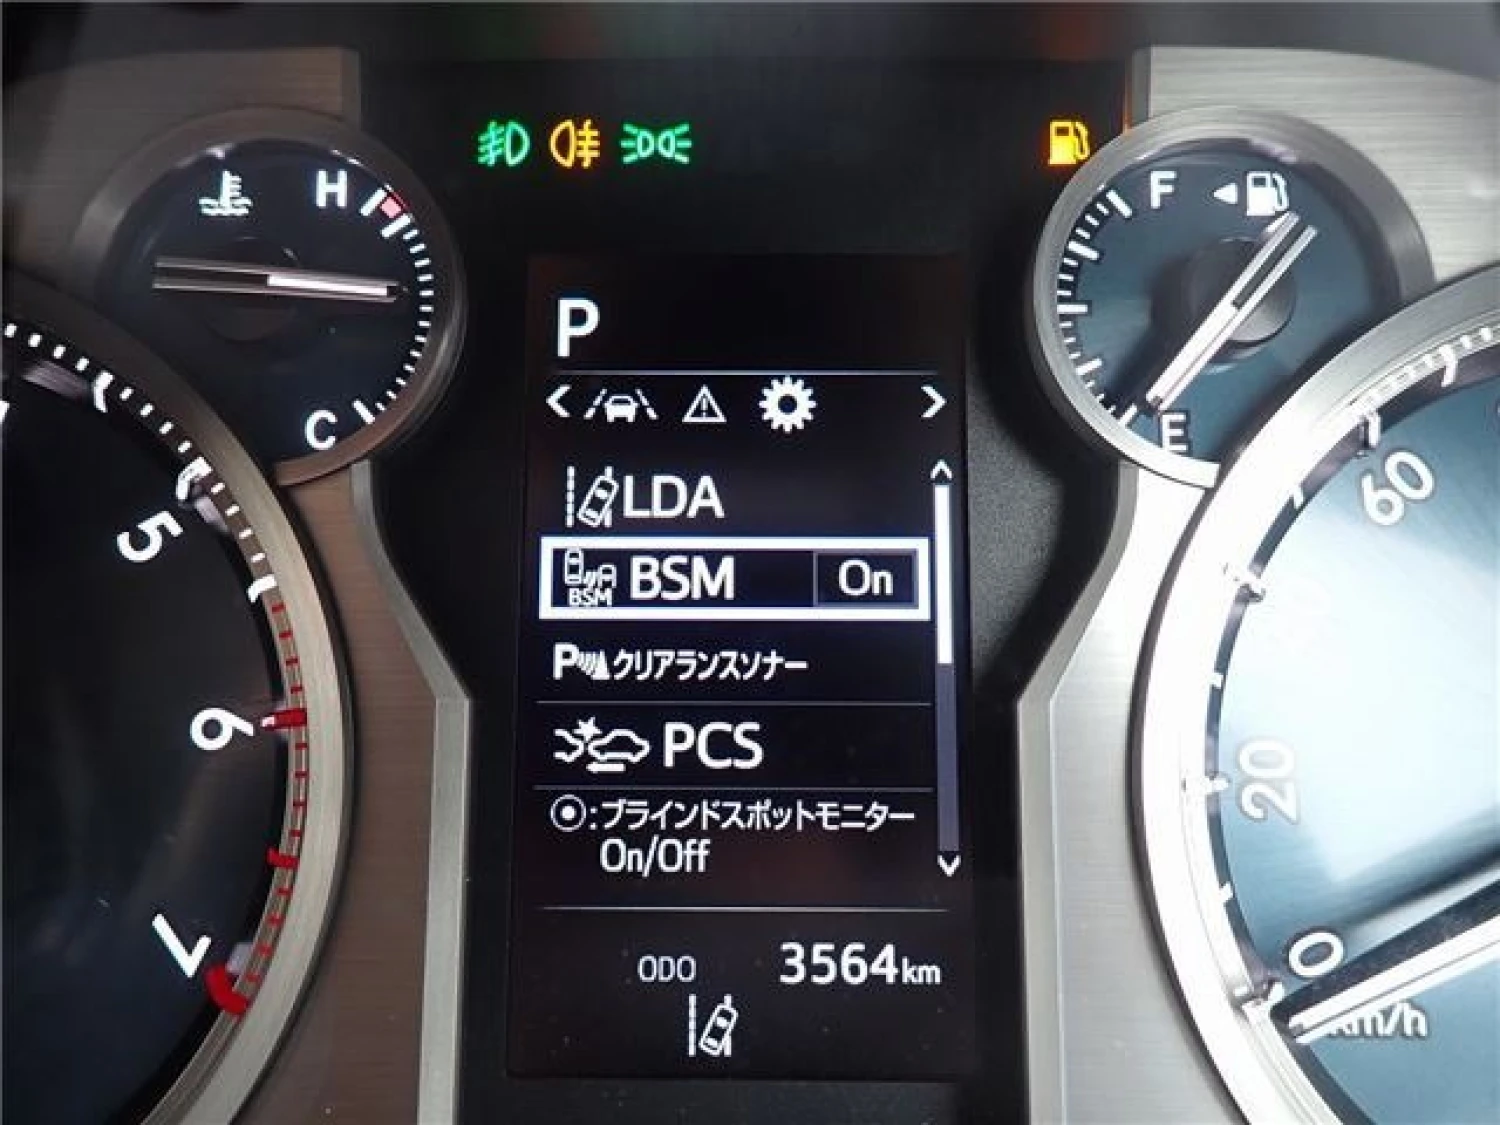 H
F
P
C
E
LDA
5
60
BSM On
BSM
クリアランスソナー
6
PCS
20
:ブラインドスポットモニター
On/Off
7
0
ODO 3564km
km/h